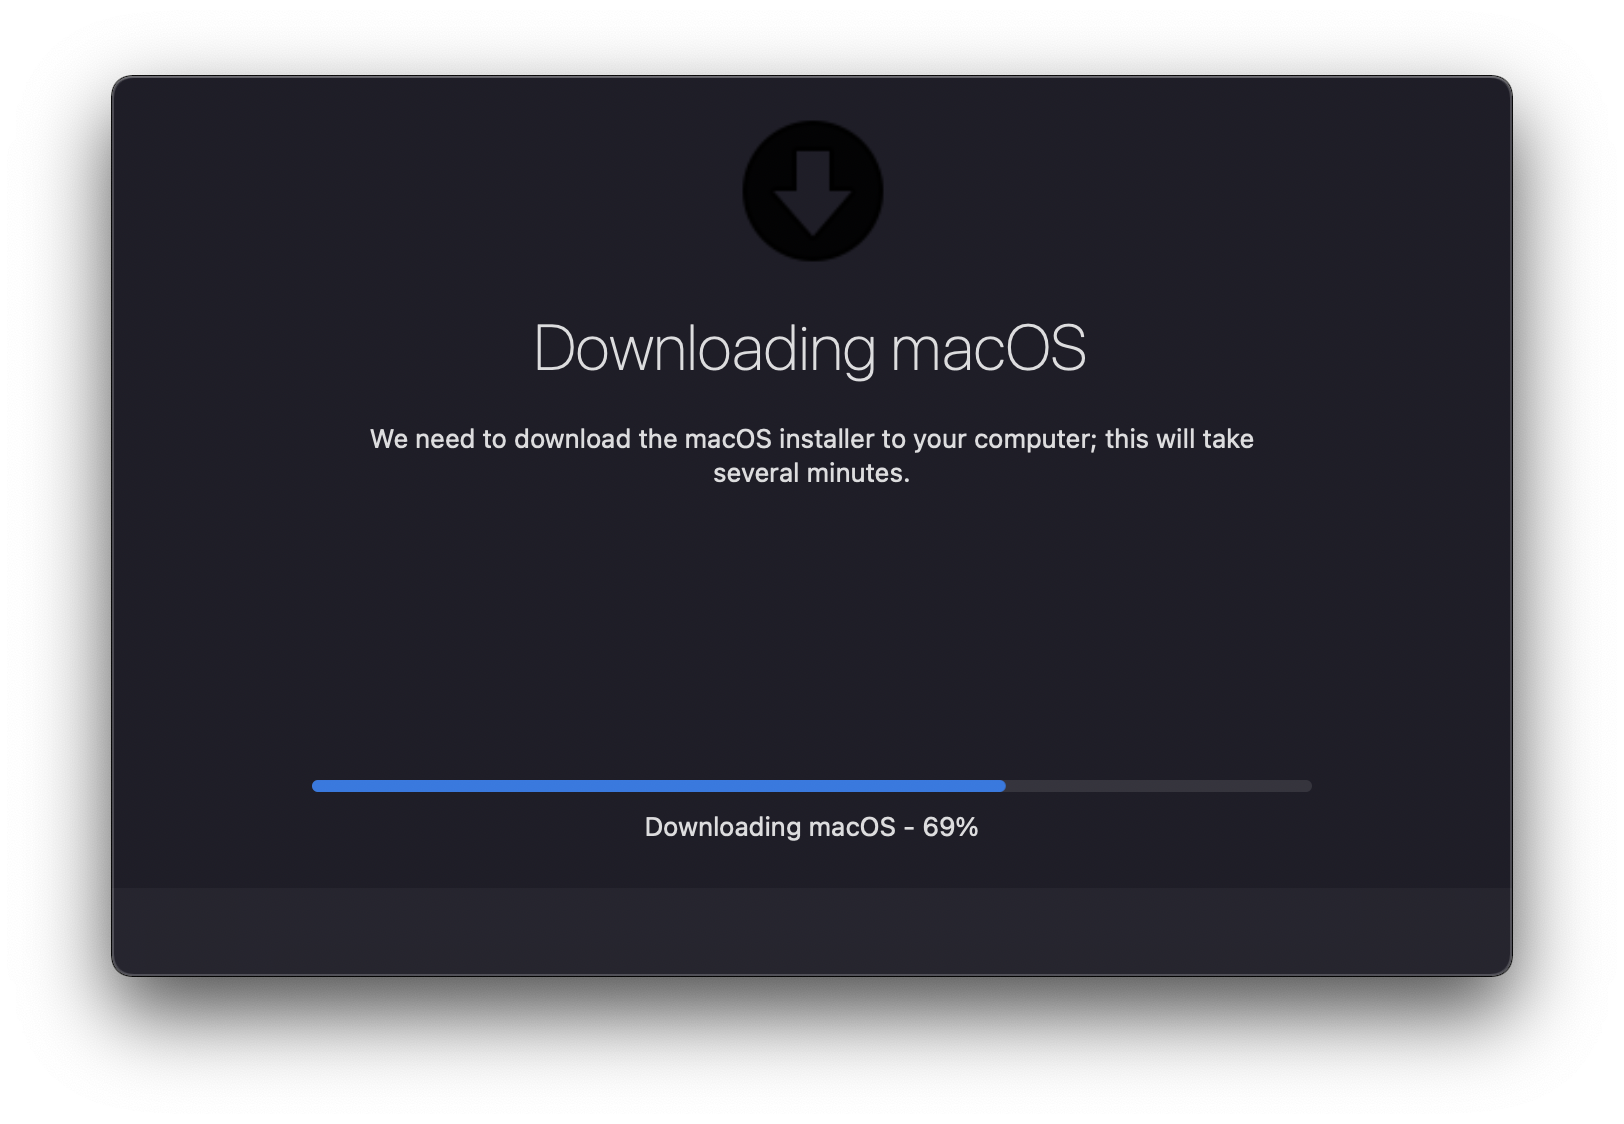 Downloading macOS
We need to download the macOS installer to your computer; this will take
several minutes.
Downloading macOS - 69%